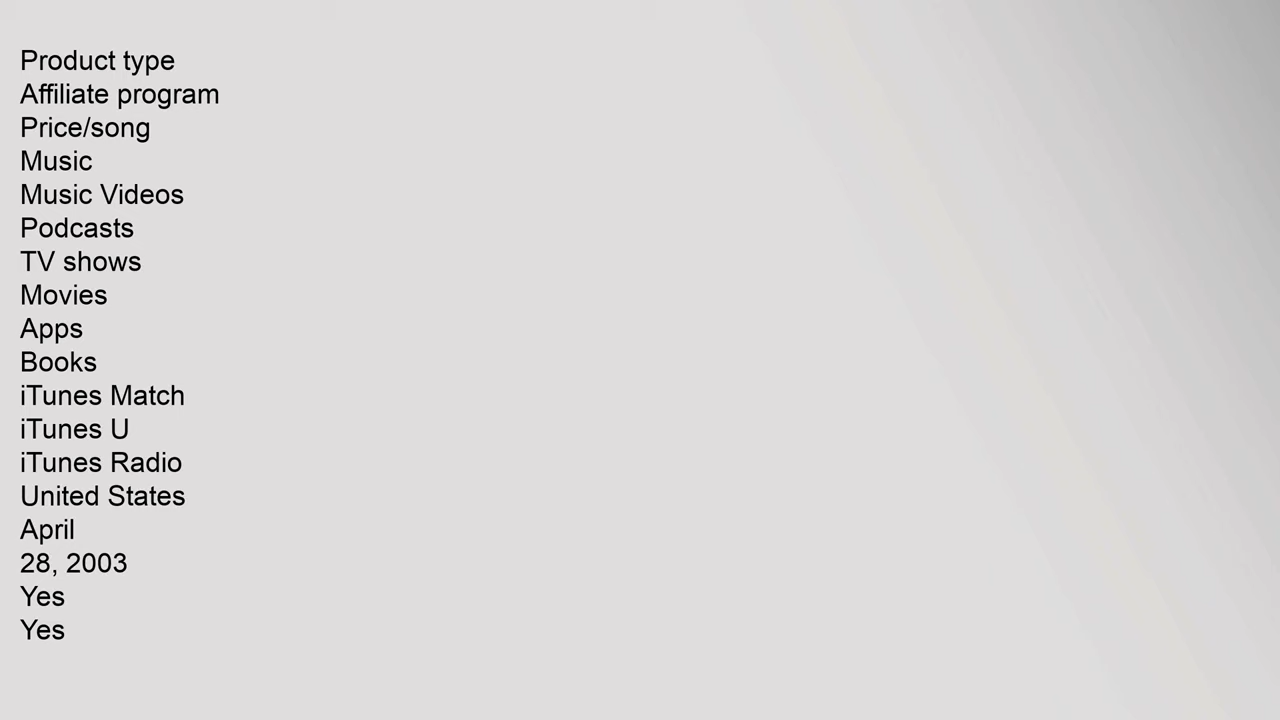 Product type
Affiliate program
Price/song
Music
Music Videos
Podcasts
TV shows
Movies
Apps
Books
iTunes Match
iTunes U
iTunes Radio
United States
April
28, 2003
Yes
Yes